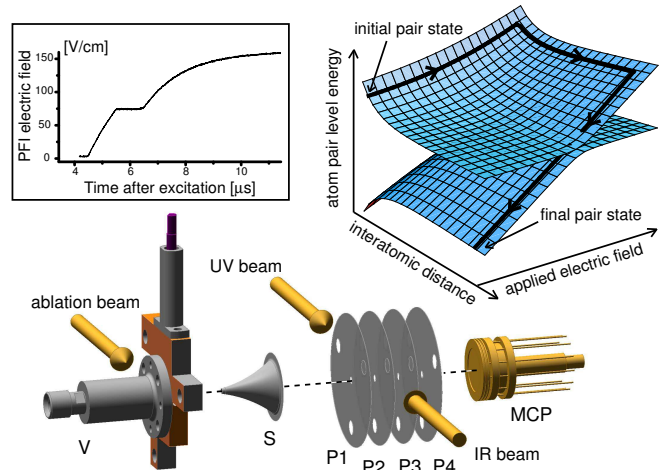 [V/cm]
PFI electric field
150
100
75
50
0
4
6
8
10
Time after excitation [μs]
initial pair state
atom pair level energy
final pair state
interatomic distance
applied electric field
UV beam
ablation beam
V
S
P1
P2
P3
P4
MCP
IR beam